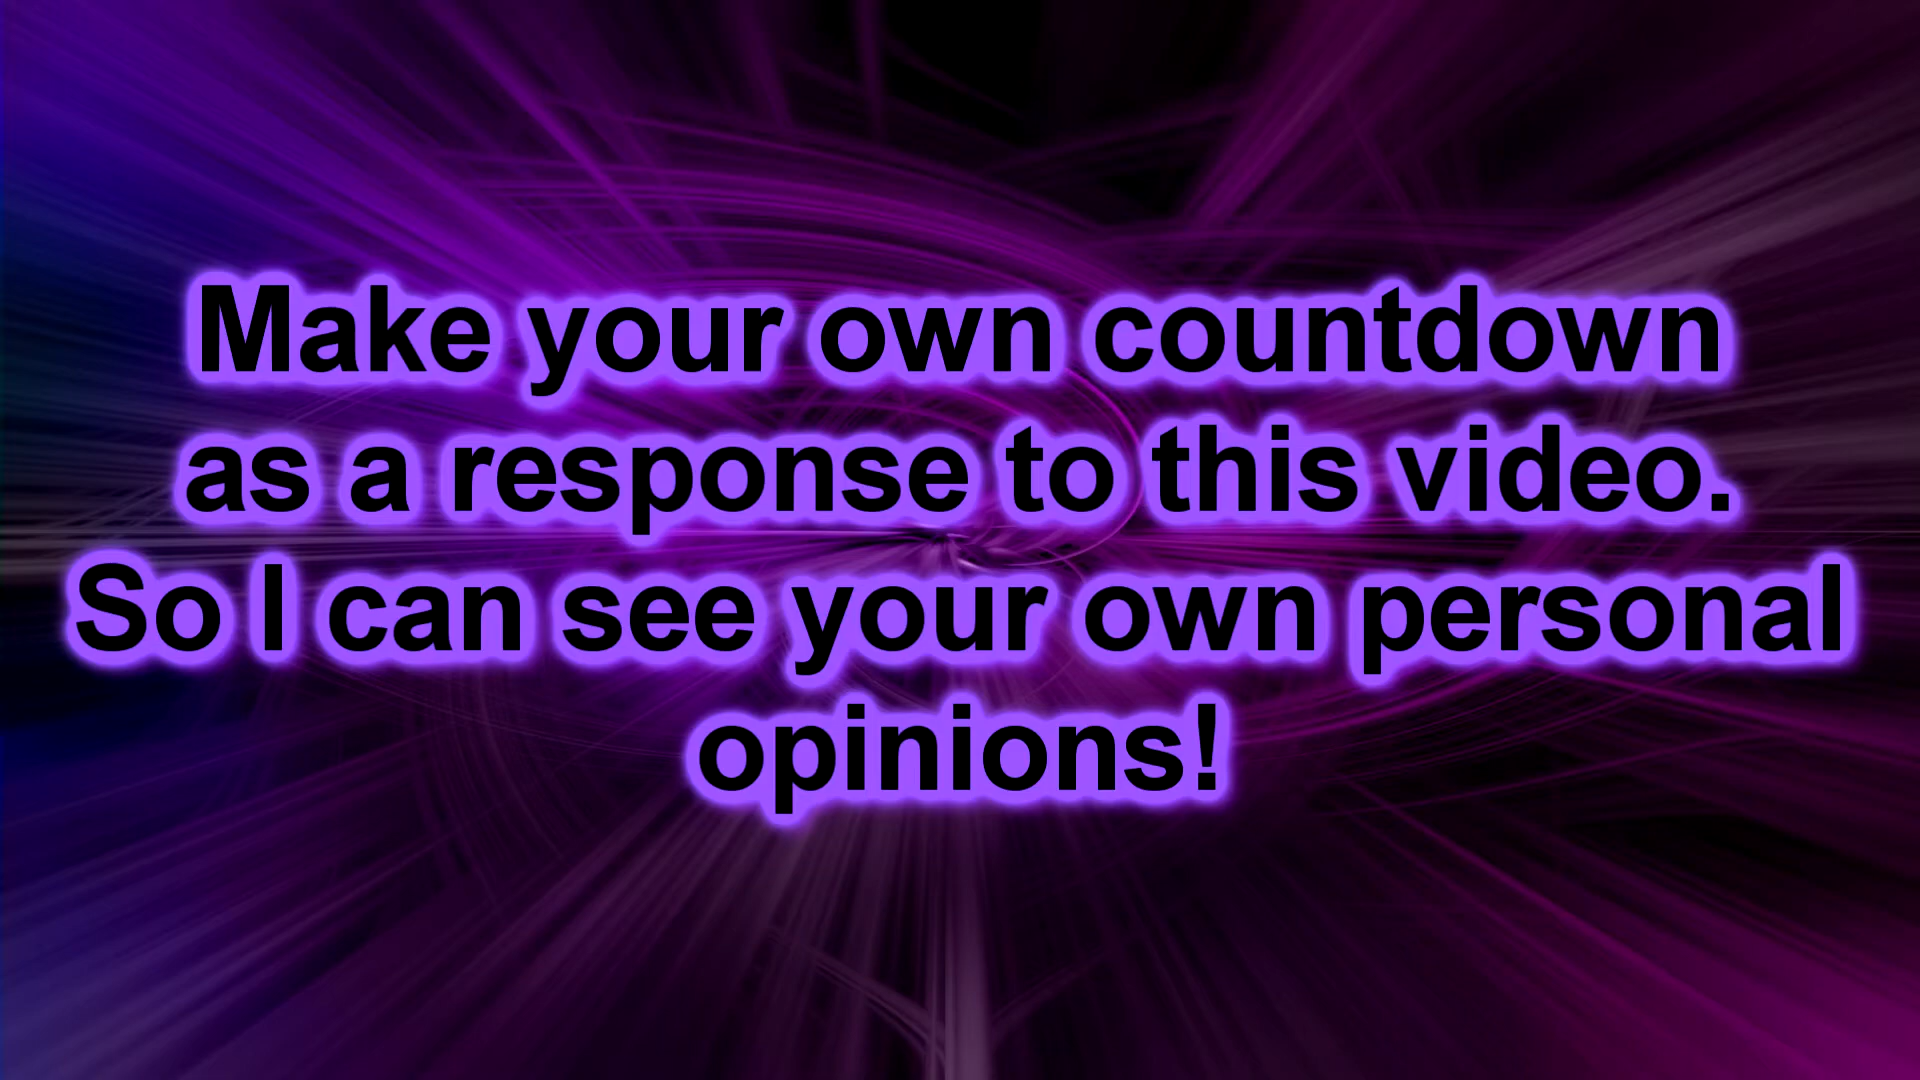 Make your own countdown
as a response to this video.
So I can see your own personal
opinions!